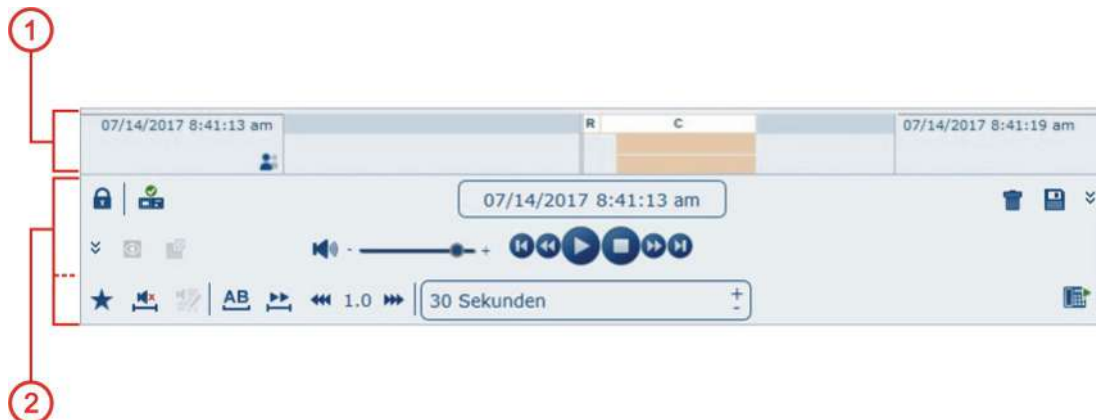 1
07/14/2017 8:41:13 am R C 07/14/2017 8:41:19 am
07/14/2017 8:41:13 am
- +
AB 1.0 30 Sekunden + -
2